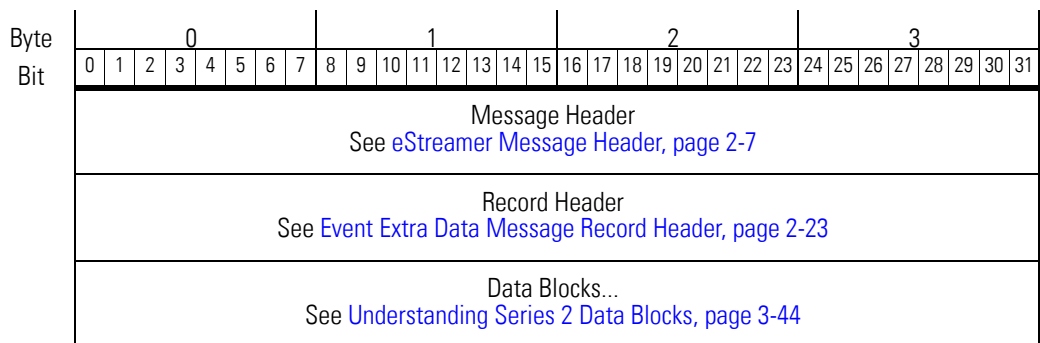 Byte 0 1 2 3
Bit 0 1 2 3 4 5 6 7 8 9 10 11 12 13 14 15 16 17 18 19 20 21 22 23 24 25 26 27 28 29 30 31
Message Header
See eStreamer Message Header, page 2-7
Record Header
See Event Extra Data Message Record Header, page 2-23
Data Blocks...
See Understanding Series 2 Data Blocks, page 3-44